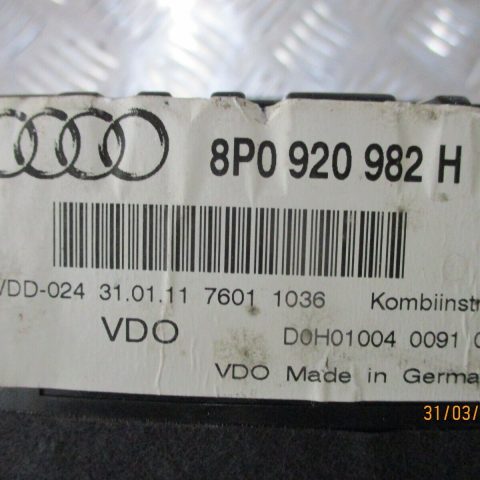 8P0 920 982 H
VDD-024 31.01.11 7601 1036 Kombiinstr
VDO D0H01004 0091
VDO Made in Germa
31/03/